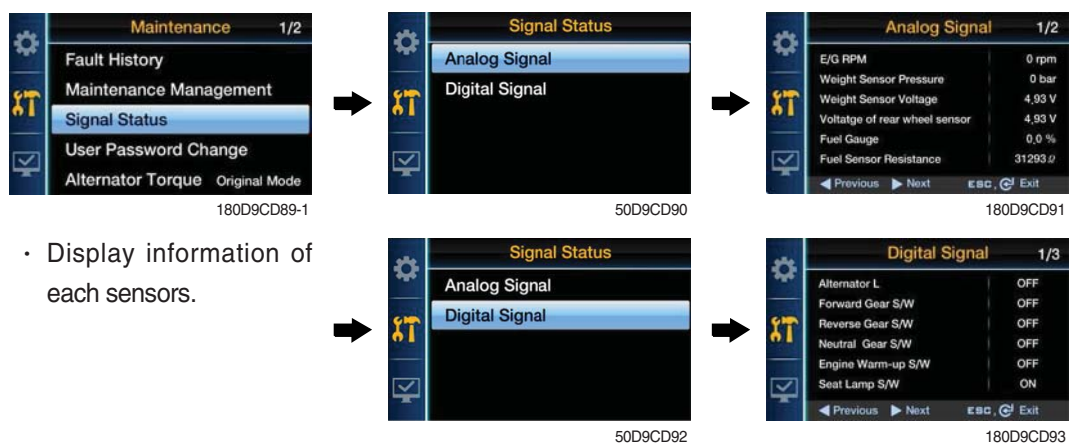 Maintenance 1/2
Fault History
Maintenance Management
Signal Status
User Password Change
Alternator Torque Original Mode
180D9CD89-1
Signal Status
Analog Signal
Digital Signal
50D9CD90
Analog Signal 1/2
E/G RPM 0 rpm
Weight Sensor Pressure 0 bar
Weight Sensor Voltage 4,93 V
Voltatge of rear wheel sensor 4,93 V
Fuel Gauge 0,0 %
Fuel Sensor Resistance 31293 Ω
◀ Previous ▶ Next ESC, Exit
180D9CD91
· Display information of
each sensors.
Signal Status
Analog Signal
Digital Signal
50D9CD92
Digital Signal 1/3
Alternator L OFF
Forward Gear S/W OFF
Reverse Gear S/W OFF
Neutral Gear S/W OFF
Engine Warm-up S/W OFF
Seat Lamp S/W ON
◀ Previous ▶ Next ESC, Exit
180D9CD93